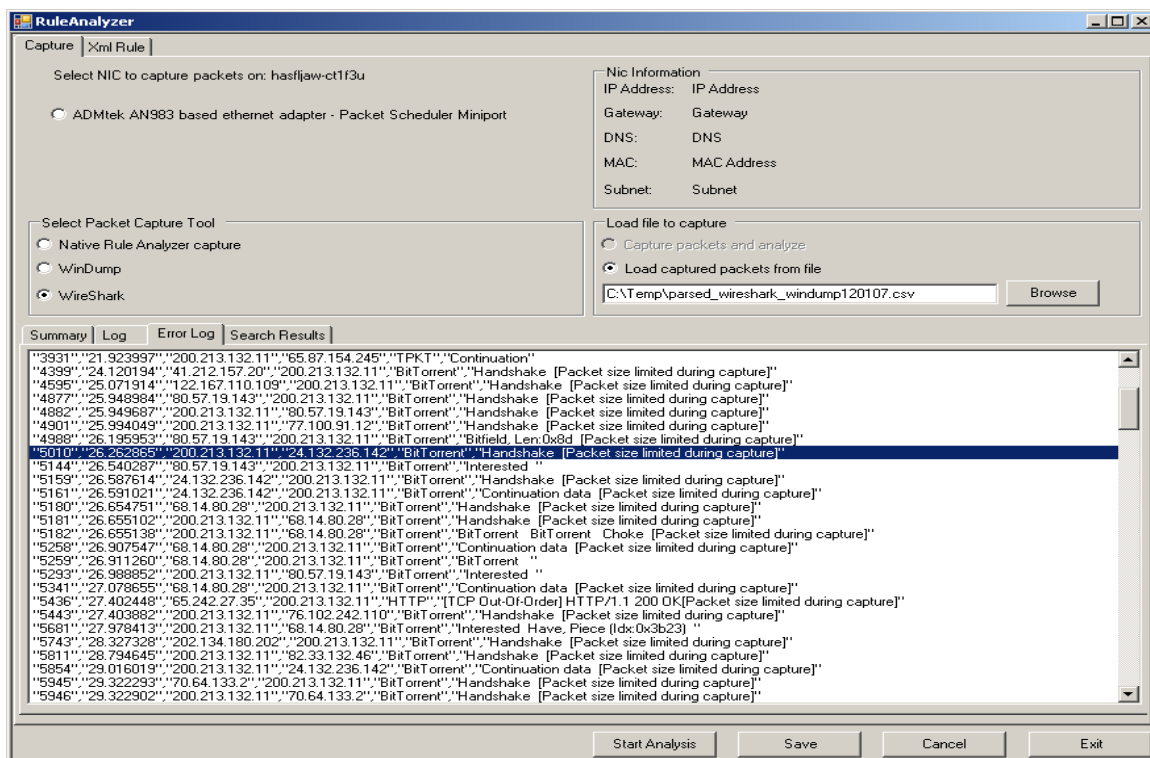 RuleAnalyzer
Capture Xml Rule
Select NIC to capture packets on: hasfljaw-ct1f3u
ADMtek AN983 based ethernet adapter - Packet Scheduler Miniport
Nic Information
IP Address: IP Address
Gateway: Gateway
DNS: DNS
MAC: MAC Address
Subnet: Subnet
Select Packet Capture Tool
Native Rule Analyzer capture
WinDump
WireShark
Load file to capture
Capture packets and analyze
Load captured packets from file
C:\Temp\parsed_wireshark_windump120107.csv Browse
Summary Log Error Log Search Results
"3931","21.923997","200.213.132.11","65.87.154.245","TPKT","Continuation"
"4399","24.120194","41.212.157.20","200.213.132.11","BitTorrent","Handshake [Packet size limited during capture]"
"4595","25.071914","122.167.110.109","200.213.132.11","BitTorrent","Handshake [Packet size limited during capture]"
"4877","25.948984","80.57.19.143","200.213.132.11","BitTorrent","Handshake [Packet size limited during capture]"
"4882","25.949687","200.213.132.11","80.57.19.143","BitTorrent","Handshake [Packet size limited during capture]"
"4901","25.994049","200.213.132.11","77.100.91.12","BitTorrent","Handshake [Packet size limited during capture]"
"4988","26.195953","80.57.19.143","200.213.132.11","BitTorrent","Bitfield, Len:0x8d [Packet size limited during capture]"
"5010","26.262865","200.213.132.11","24.132.236.142","BitTorrent","Handshake [Packet size limited during capture]"
"5144","26.540287","80.57.19.143","200.213.132.11","BitTorrent","Interested "
"5159","26.587614","24.132.236.142","200.213.132.11","BitTorrent","Handshake [Packet size limited during capture]"
"5161","26.591021","24.132.236.142","200.213.132.11","BitTorrent","Continuation data [Packet size limited during capture]"
"5180","26.654751","68.14.80.28","200.213.132.11","BitTorrent","Handshake [Packet size limited during capture]"
"5181","26.655102","200.213.132.11","68.14.80.28","BitTorrent","Handshake [Packet size limited during capture]"
"5182","26.655138","200.213.132.11","68.14.80.28","BitTorrent","BitTorrent BitTorrent Choke [Packet size limited during capture]"
"5258","26.907547","68.14.80.28","200.213.132.11","BitTorrent","Continuation data [Packet size limited during capture]"
"5259","26.911260","68.14.80.28","200.213.132.11","BitTorrent","BitTorrent "
"5293","26.988852","200.213.132.11","80.57.19.143","BitTorrent","Interested "
"5341","27.078655","68.14.80.28","200.213.132.11","BitTorrent","Continuation data [Packet size limited during capture]"
"5436","27.402448","65.242.27.35","200.213.132.11","HTTP","[TCP Out-Of-Order] HTTP/1.1 200 OK[Packet size limited during capture]"
"5443","27.403882","200.213.132.11","76.102.242.110","BitTorrent","Handshake [Packet size limited during capture]"
"5681","27.978413","200.213.132.11","68.14.80.28","BitTorrent","Interested Have, Piece (Idx:0x3b23) "
"5743","28.327328","202.134.180.202","200.213.132.11","BitTorrent","Handshake [Packet size limited during capture]"
"5811","28.794645","200.213.132.11","82.33.132.46","BitTorrent","Handshake [Packet size limited during capture]"
"5854","29.016019","200.213.132.11","24.132.236.142","BitTorrent","Continuation data [Packet size limited during capture]"
"5945","29.322293","70.64.133.2","200.213.132.11","BitTorrent","Handshake [Packet size limited during capture]"
"5946","29.322902","200.213.132.11","70.64.133.2","BitTorrent","Handshake [Packet size limited during capture]"
Start Analysis Save Cancel Exit